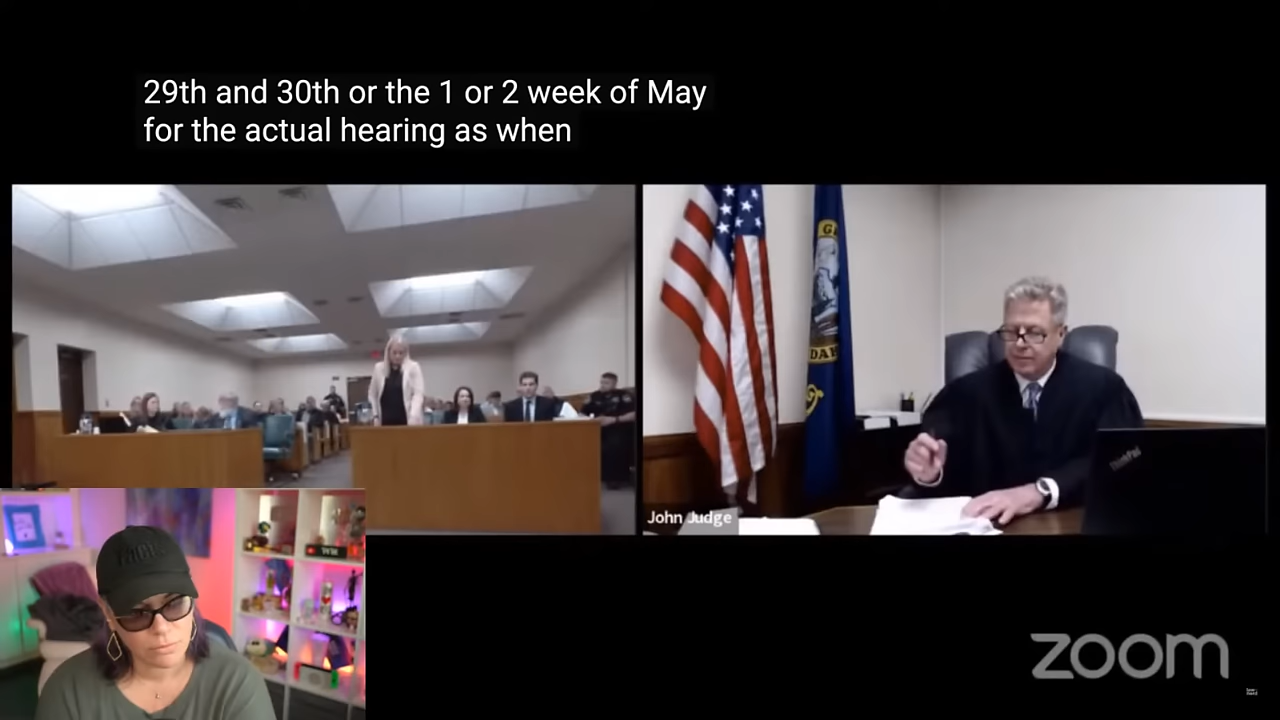 29th and 30th or the 1 or 2 week of May
for the actual hearing as when
John Judge
ThinkPad
zoom